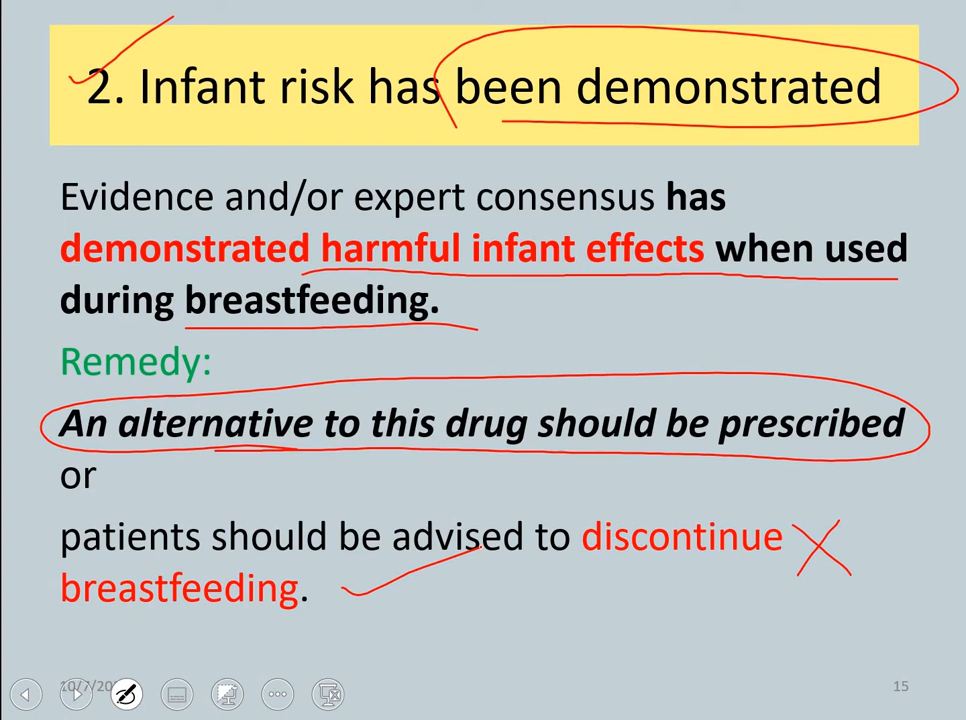 2. Infant risk has been demonstrated
Evidence and/or expert consensus has
demonstrated harmful infant effects when used
during breastfeeding.
Remedy:
An alternative to this drug should be prescribed
or
patients should be advised to discontinue
breastfeeding.
15